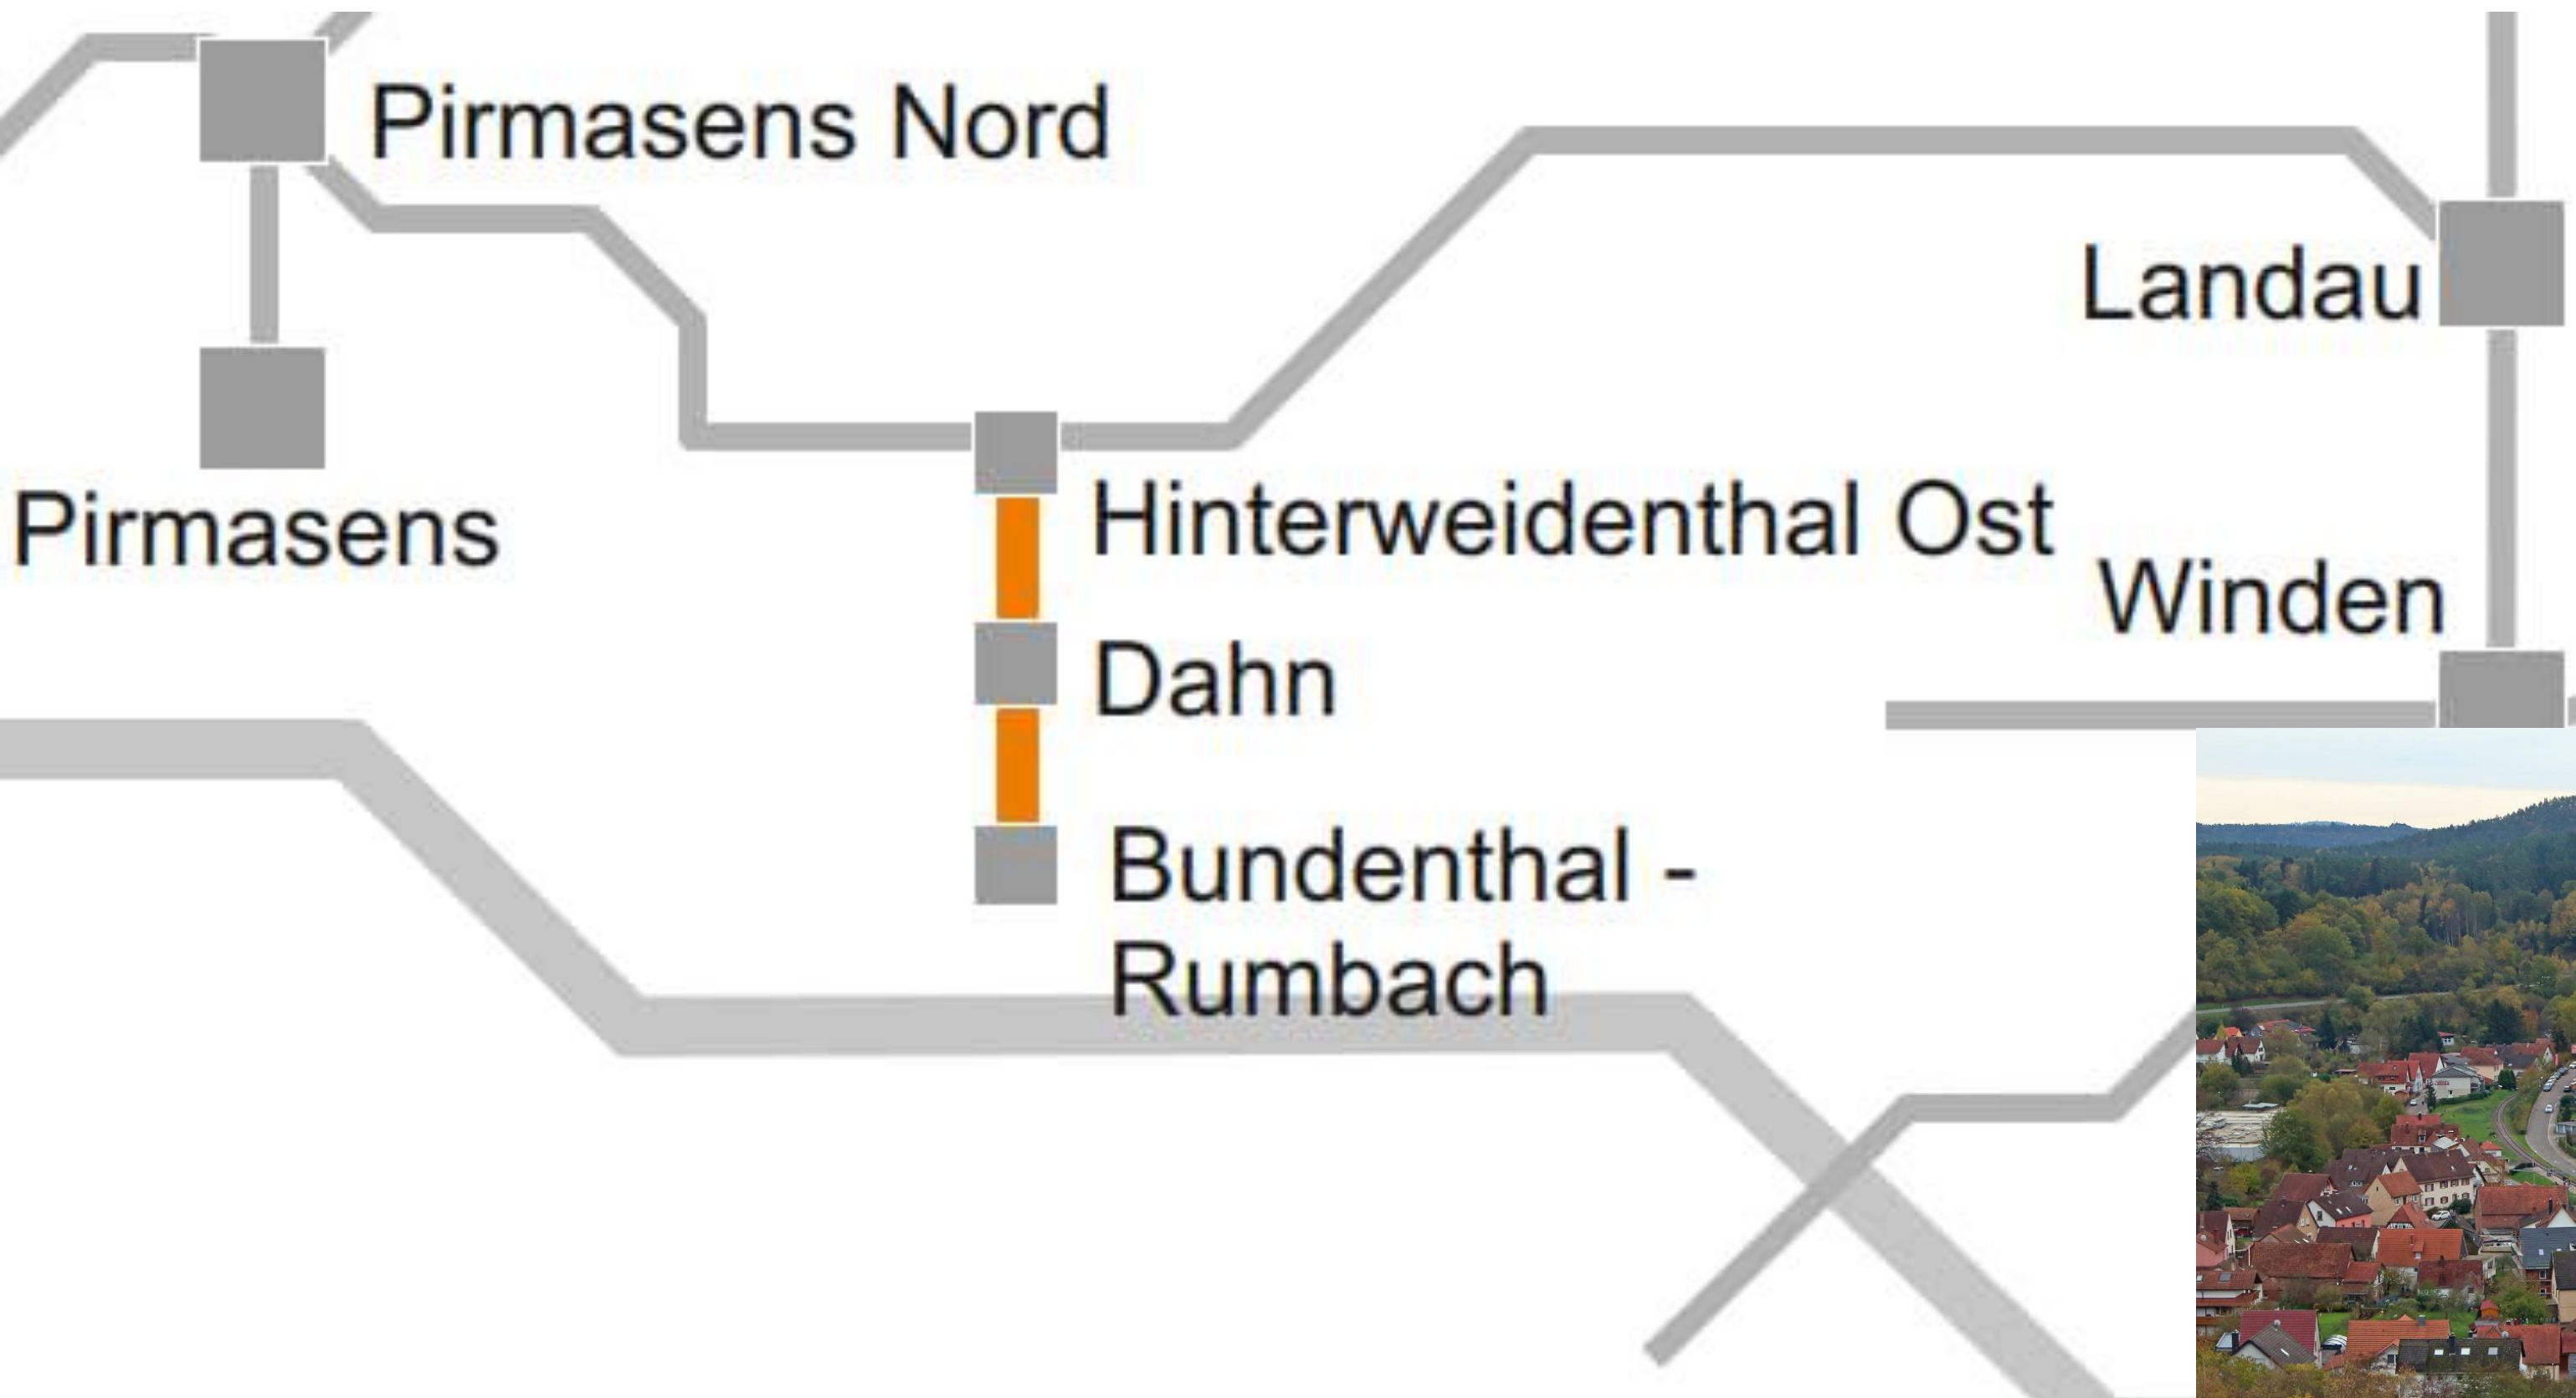 Pirmasens Nord
Landau
Pirmasens
Hinterweidenthal Ost
Winden
Dahn
Bundenthal -
Rumbach